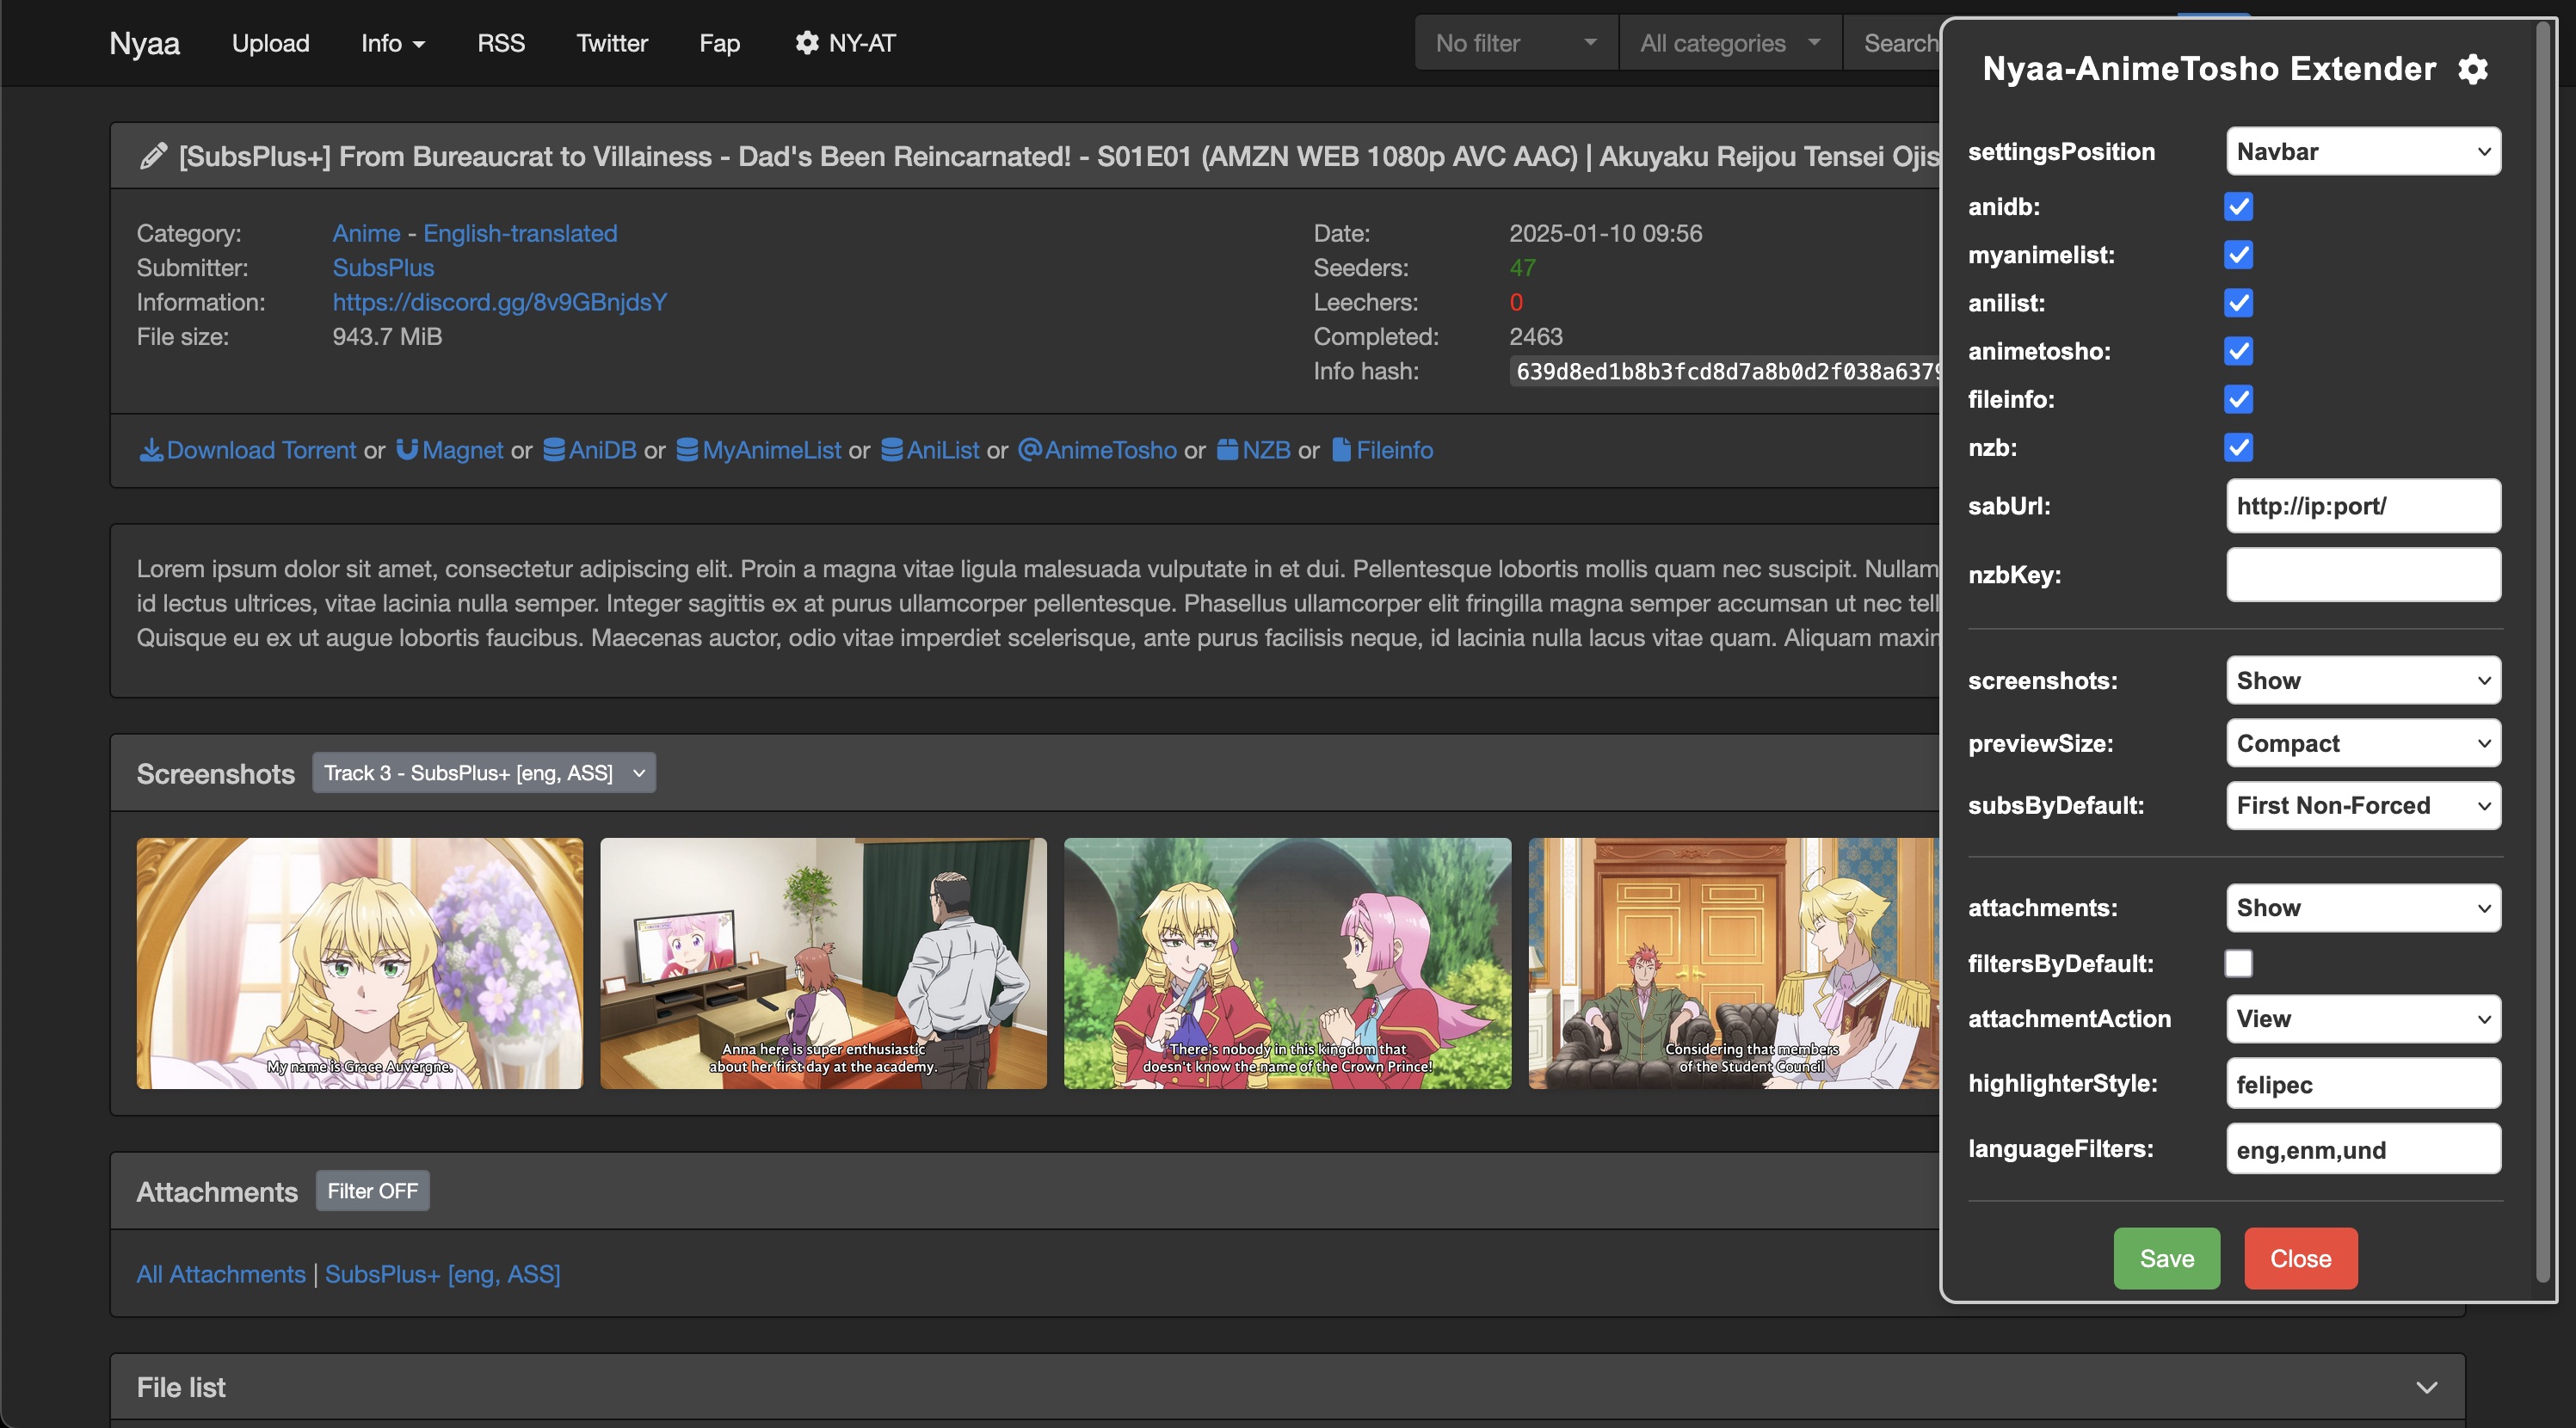 Nyaa Upload Info RSS Twitter Fap NY-AT No filter All categories Search
[SubsPlus+] From Bureaucrat to Villainess - Dad's Been Reincarnated! - S01E01 (AMZN WEB 1080p AVC AAC) | Akuyaku Reijou Tensei Ojis
Category: Anime - English-translated Date: 2025-01-10 09:56
Submitter: SubsPlus Seeders: 47
Information: https://discord.gg/8v9GBnjdsY Leechers: 0
File size: 943.7 MiB Completed: 2463
Info hash: 639d8ed1b8b3fcd8d7a8b0d2f038a6379
Download Torrent or Magnet or AniDB or MyAnimeList or AniList or AnimeTosho or NZB or Fileinfo
Lorem ipsum dolor sit amet, consectetur adipiscing elit. Proin a magna vitae ligula malesuada vulputate in et dui. Pellentesque lobortis mollis quam nec suscipit. Nullam
id lectus ultrices, vitae lacinia nulla semper. Integer sagittis ex at purus ullamcorper pellentesque. Phasellus ullamcorper elit fringilla magna semper accumsan ut nec tell
Quisque eu ex ut augue lobortis faucibus. Maecenas auctor, odio vitae imperdiet scelerisque, ante purus facilisis neque, id lacinia nulla lacus vitae quam. Aliquam maxim
Screenshots Track 3 - SubsPlus+ [eng, ASS]
My name is Grace Auvergne.
Anna here is super enthusiastic
about her first day at the academy.
There's nobody in this kingdom that
doesn't know the name of the Crown Prince!
Considering that members
of the Student Council
Attachments Filter OFF
All Attachments | SubsPlus+ [eng, ASS]
File list
Nyaa-AnimeTosho Extender
settingsPosition Navbar
anidb:
myanimelist:
anilist:
animetosho:
fileinfo:
nzb:
sabUrl: http://ip:port/
nzbKey:
screenshots: Show
previewSize: Compact
subsByDefault: First Non-Forced
attachments: Show
filtersByDefault:
attachmentAction View
highlighterStyle: felipec
languageFilters: eng,enm,und
Save Close